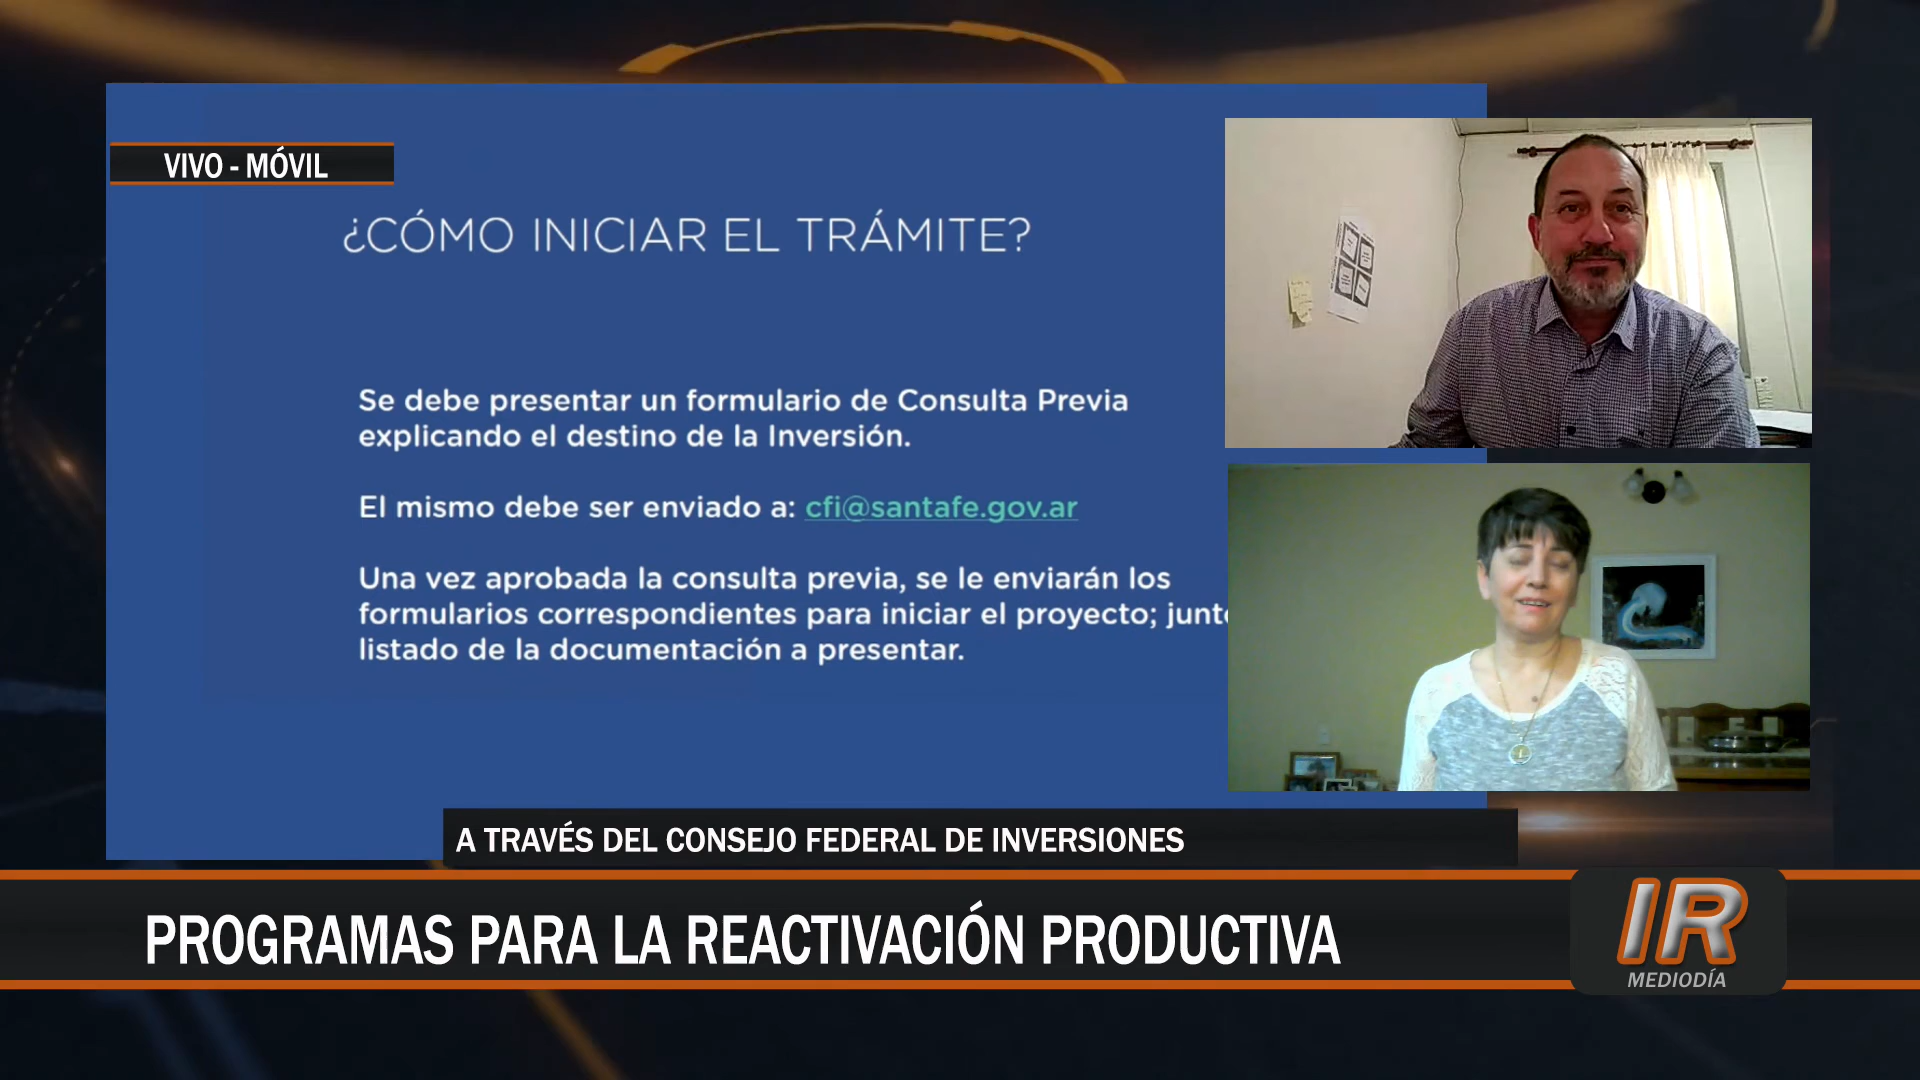 VIVO - MÓVIL
¿CÓMO INICIAR EL TRÁMITE?
Se debe presentar un formulario de Consulta Previa
explicando el destino de la Inversión.
El mismo debe ser enviado a: cfi@santafe.gov.ar
Una vez aprobada la consulta previa, se le enviarán los
formularios correspondientes para iniciar el proyecto;
listado de la documentación a presentar.
A TRAVÉS DEL CONSEJO FEDERAL DE INVERSIONES
PROGRAMAS PARA LA REACTIVACIÓN PRODUCTIVA
IR
MEDIODÍA